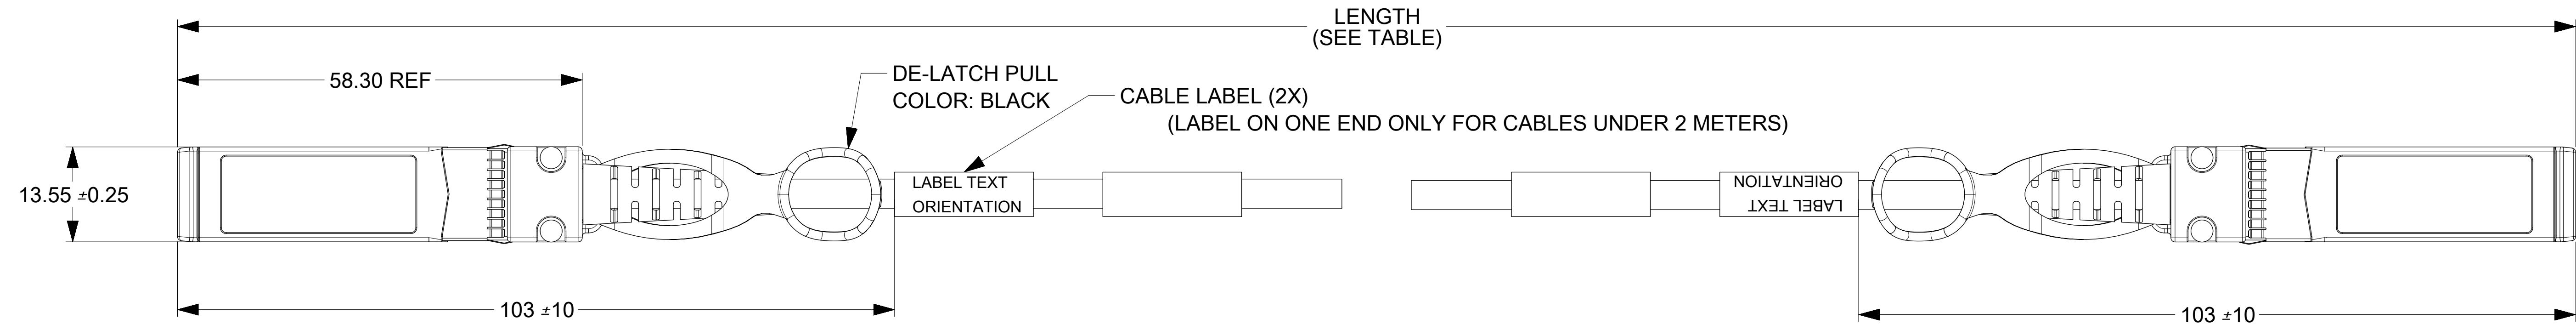 LENGTH
(SEE TABLE)
58.30 REF
DE-LATCH PULL
COLOR: BLACK
CABLE LABEL (2X)
(LABEL ON ONE END ONLY FOR CABLES UNDER 2 METERS)
13.55 ±0.25
LABEL TEXT
ORIENTATION
LABEL TEXT
ORIENTATION
103 ±10
103 ±10